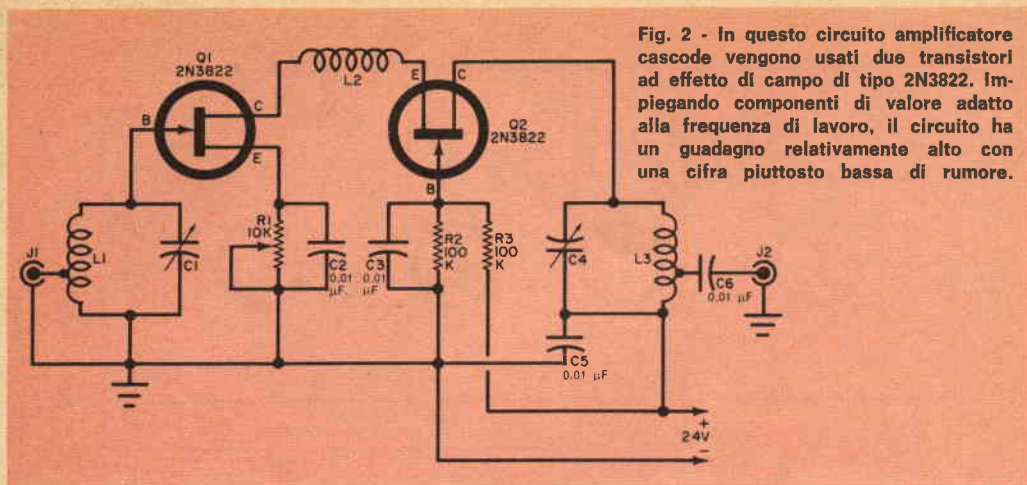 Fig. 2 - In questo circuito amplificatore
cascode vengono usati due transistori
ad effetto di campo di tipo 2N3822. Im-
piegando componenti di valore adatto
alla frequenza di lavoro, il circuito ha
un guadagno relativamente alto con
una cifra piuttosto bassa di rumore.
Q1
2N3822
B
C
E
L2
E
C
Q2
2N3822
B
J1
L1
C1
R1
10K
C2
0,01
µF.
C3
0,01
µF
R2
100
K
R3
100
K
C4
L3
J2
C6
0,01 µF
C5
0,01 µF
+
24V
-